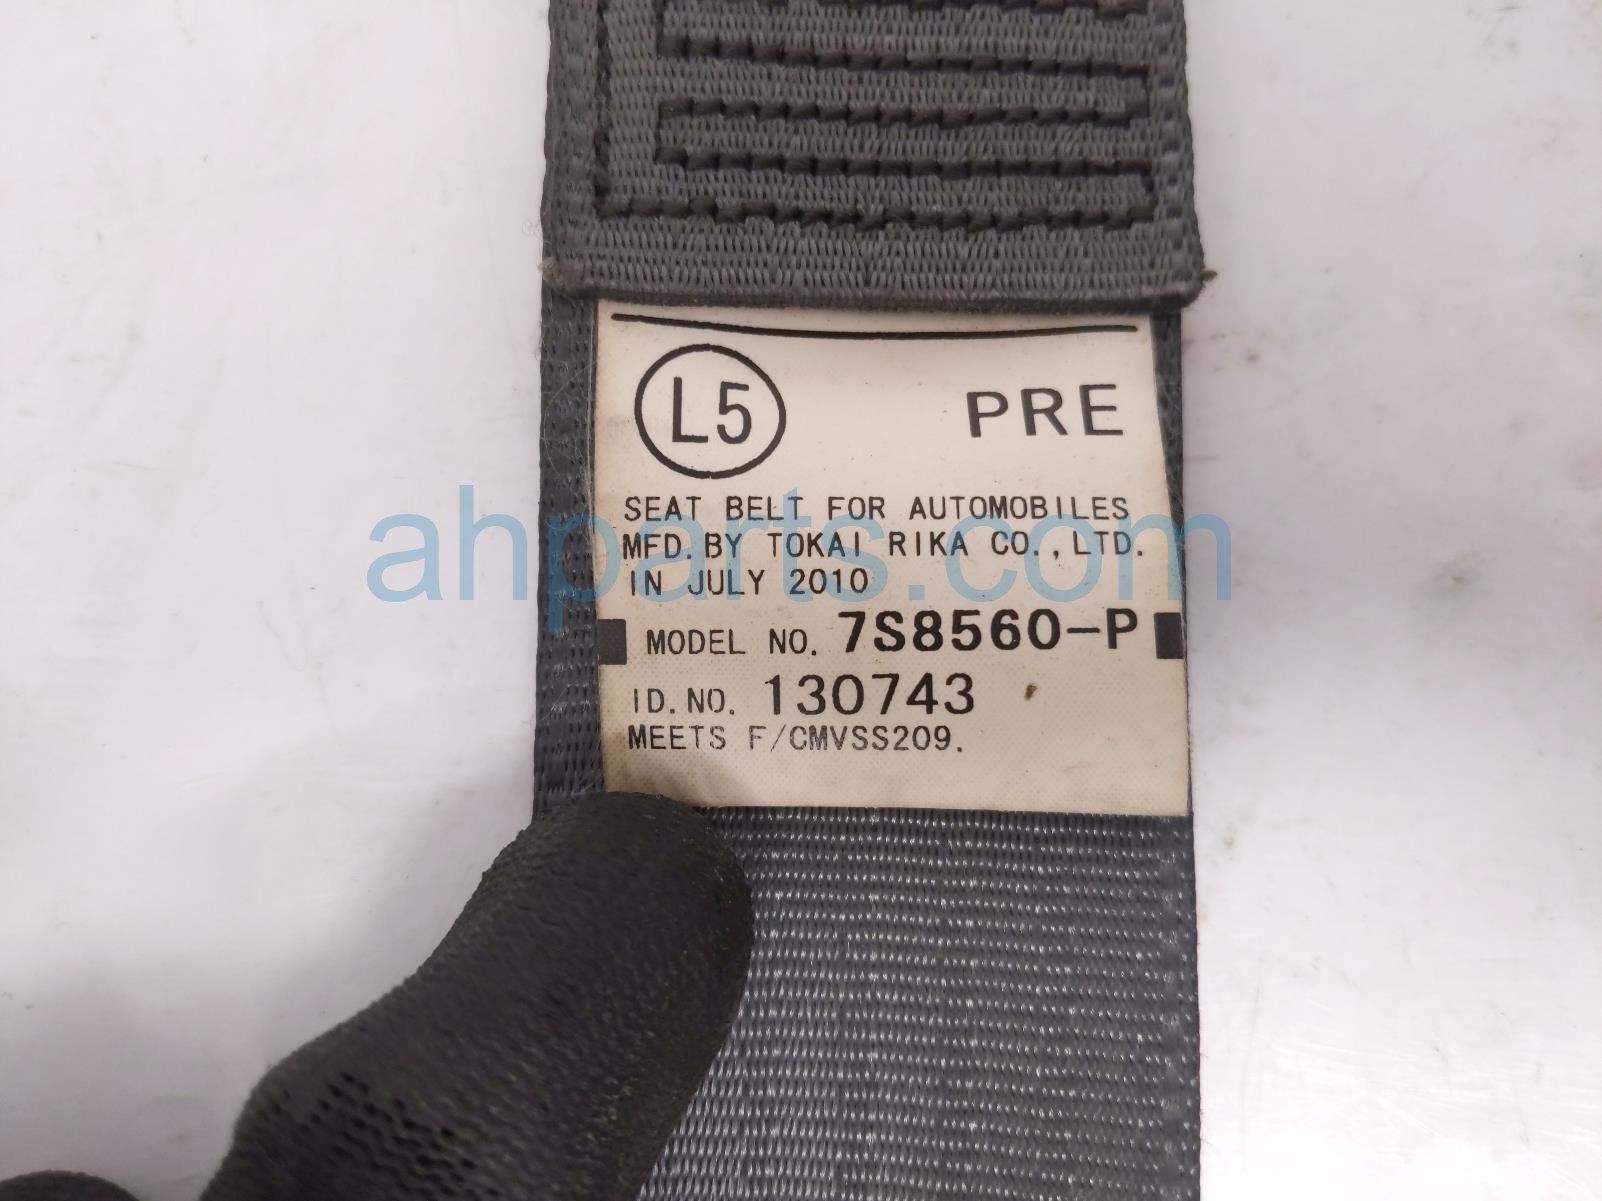 L5 PRE
SEAT BELT FOR AUTOMOBILES
MFD. BY TOKAI RIKA CO., LTD.
IN JULY 2010
MODEL NO. 7S8560-P
ID. NO. 130743
MEETS F/CMVSS209.
ahparts.com